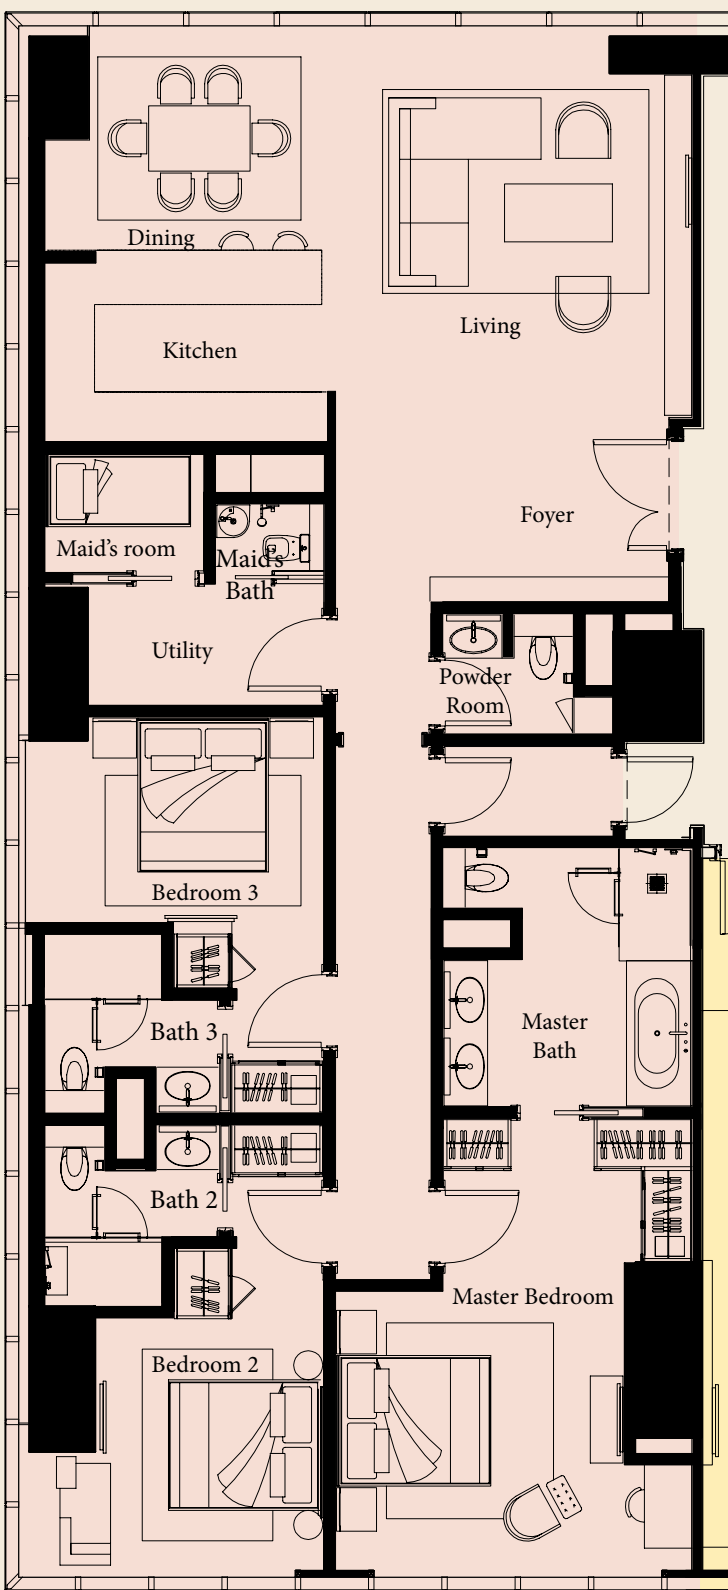 Dining
Living
Kitchen
Foyer
Maid's room
Maid's
Bath
Utility
Powder
Room
Bedroom 3
Bath 3
Master
Bath
Bath 2
Master Bedroom
Bedroom 2